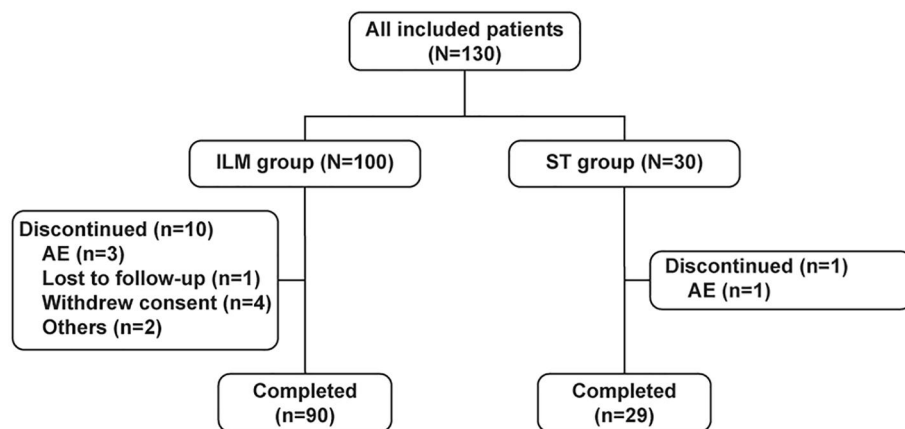 All included patients
(N=130)
ILM group (N=100)
ST group (N=30)
Discontinued (n=10)
AE (n=3)
Lost to follow-up (n=1)
Withdrew consent (n=4)
Others (n=2)
Discontinued (n=1)
AE (n=1)
Completed
(n=90)
Completed
(n=29)